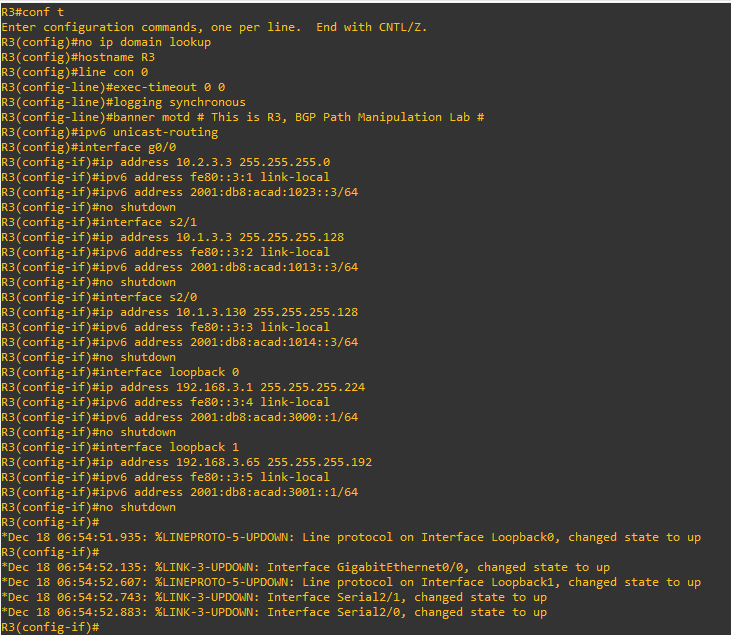 R3#conf t
Enter configuration commands, one per line.  End with CNTL/Z.
R3(config)#no ip domain lookup
R3(config)#hostname R3
R3(config)#line con 0
R3(config-line)#exec-timeout 0 0
R3(config-line)#logging synchronous
R3(config-line)#banner motd # This is R3, BGP Path Manipulation Lab #
R3(config)#ipv6 unicast-routing
R3(config)#interface g0/0
R3(config-if)#ip address 10.2.3.3 255.255.255.0
R3(config-if)#ipv6 address fe80::3:1 link-local
R3(config-if)#ipv6 address 2001:db8:acad:1023::3/64
R3(config-if)#no shutdown
R3(config-if)#interface s2/1
R3(config-if)#ip address 10.1.3.3 255.255.255.128
R3(config-if)#ipv6 address fe80::3:2 link-local
R3(config-if)#ipv6 address 2001:db8:acad:1013::3/64
R3(config-if)#no shutdown
R3(config-if)#interface s2/0
R3(config-if)#ip address 10.1.3.130 255.255.255.128
R3(config-if)#ipv6 address fe80::3:3 link-local
R3(config-if)#ipv6 address 2001:db8:acad:1014::3/64
R3(config-if)#no shutdown
R3(config-if)#interface loopback 0
R3(config-if)#ip address 192.168.3.1 255.255.255.224
R3(config-if)#ipv6 address fe80::3:4 link-local
R3(config-if)#ipv6 address 2001:db8:acad:3000::1/64
R3(config-if)#no shutdown
R3(config-if)#interface loopback 1
R3(config-if)#ip address 192.168.3.65 255.255.255.192
R3(config-if)#ipv6 address fe80::3:5 link-local
R3(config-if)#ipv6 address 2001:db8:acad:3001::1/64
R3(config-if)#no shutdown
R3(config-if)#
*Dec 18 06:54:51.935: %LINEPROTO-5-UPDOWN: Line protocol on Interface Loopback0, changed state to up
R3(config-if)#
*Dec 18 06:54:52.135: %LINK-3-UPDOWN: Interface GigabitEthernet0/0, changed state to up
*Dec 18 06:54:52.607: %LINEPROTO-5-UPDOWN: Line protocol on Interface Loopback1, changed state to up
*Dec 18 06:54:52.743: %LINK-3-UPDOWN: Interface Serial2/1, changed state to up
*Dec 18 06:54:52.883: %LINK-3-UPDOWN: Interface Serial2/0, changed state to up
R3(config-if)#